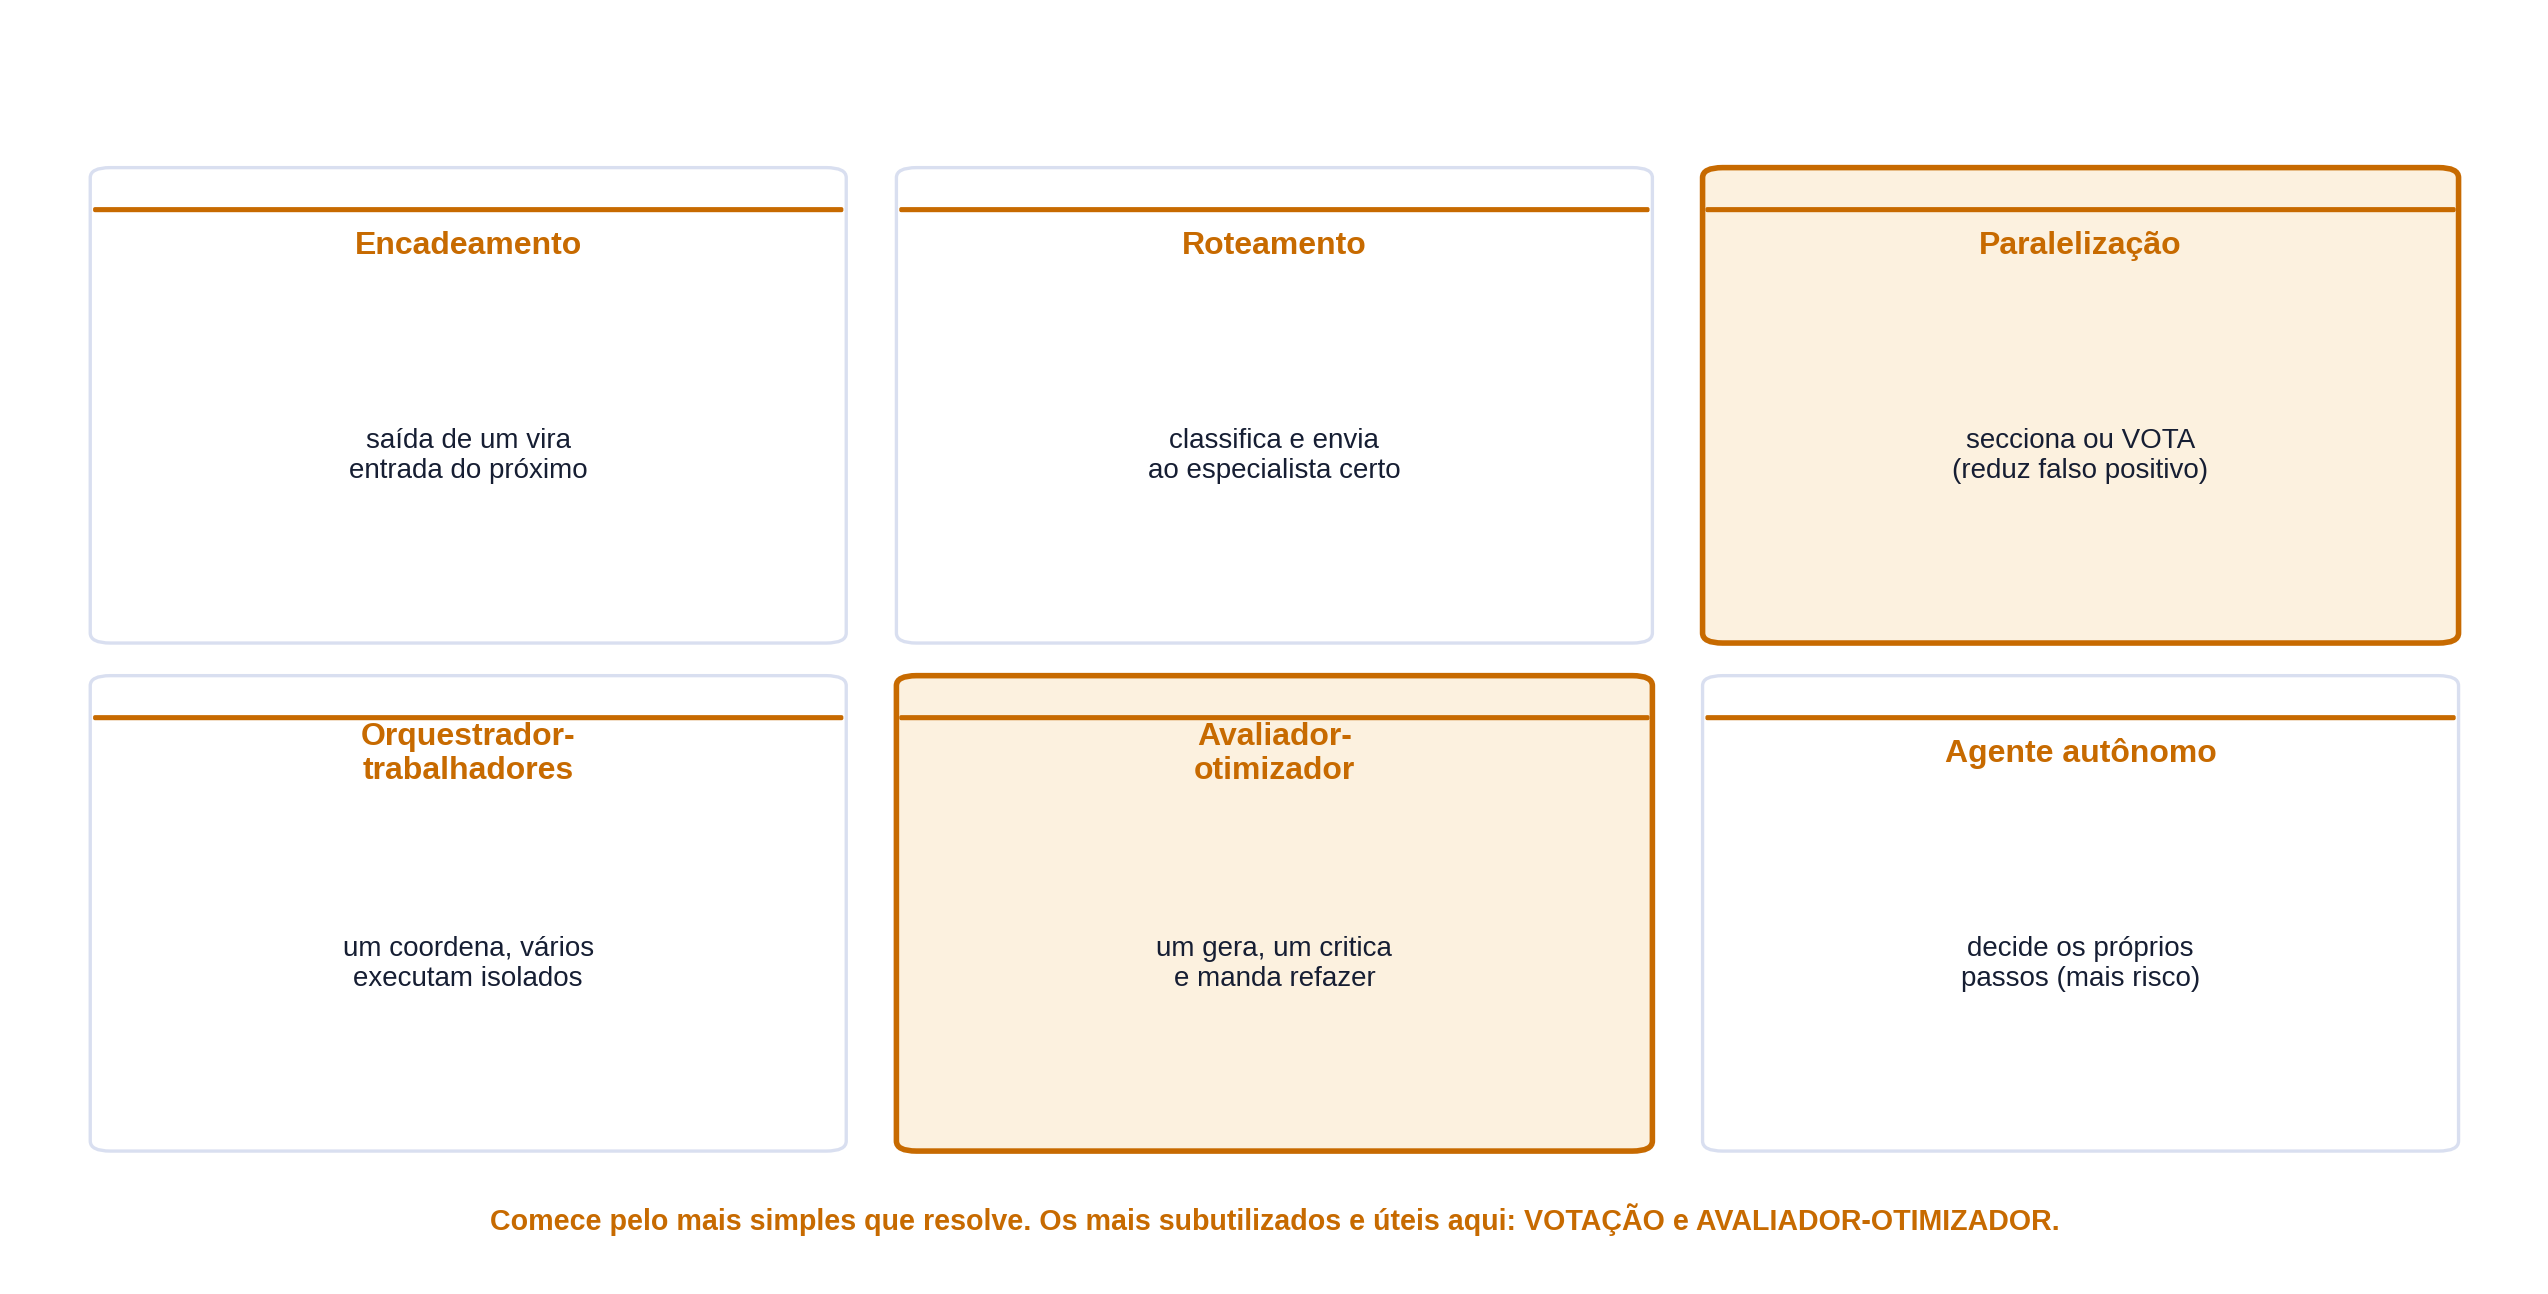 Encadeamento
saída de um vira
entrada do próximo
Roteamento
classifica e envia
ao especialista certo
Paralelização
secciona ou VOTA
(reduz falso positivo)
Orquestrador-
trabalhadores
um coordena, vários
executam isolados
Avaliador-
otimizador
um gera, um critica
e manda refazer
Agente autônomo
decide os próprios
passos (mais risco)
Comece pelo mais simples que resolve. Os mais subutilizados e úteis aqui: VOTAÇÃO e AVALIADOR-OTIMIZADOR.